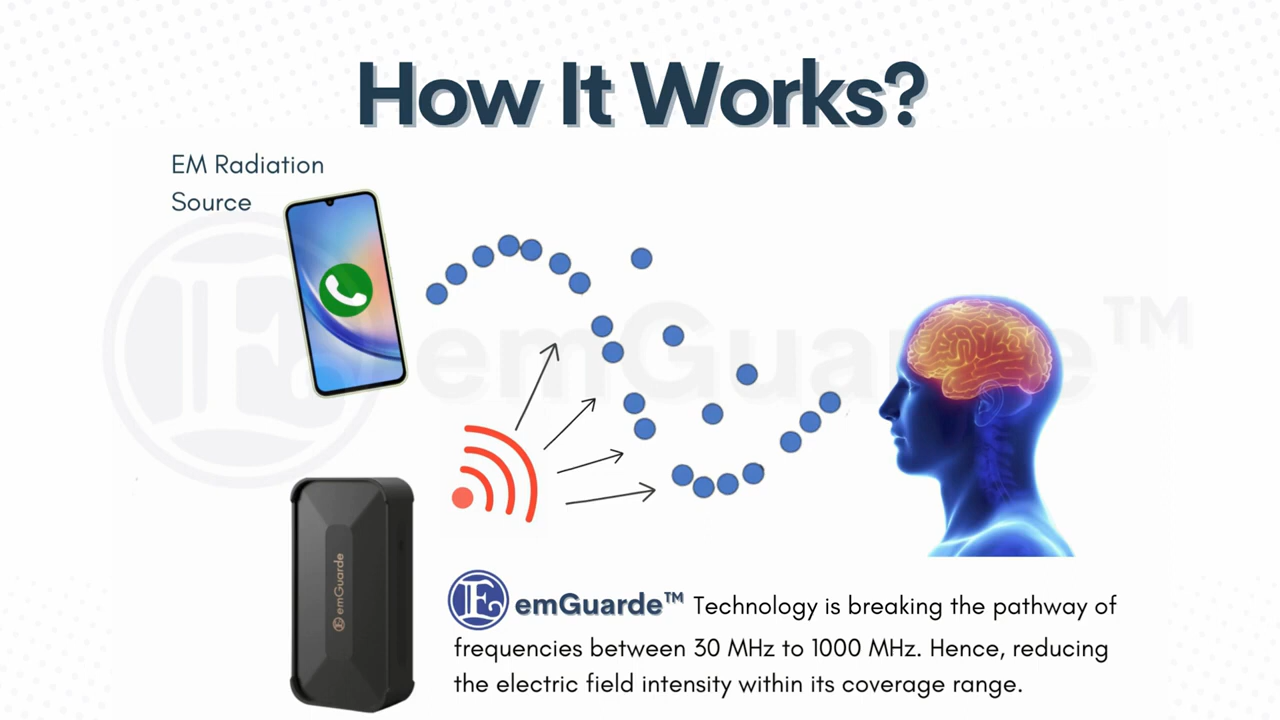 How It Works?
EM Radiation
Source
emGuarde™
emGuarde
emGuarde™ Technology is breaking the pathway of
frequencies between 30 MHz to 1000 MHz. Hence, reducing
the electric field intensity within its coverage range.